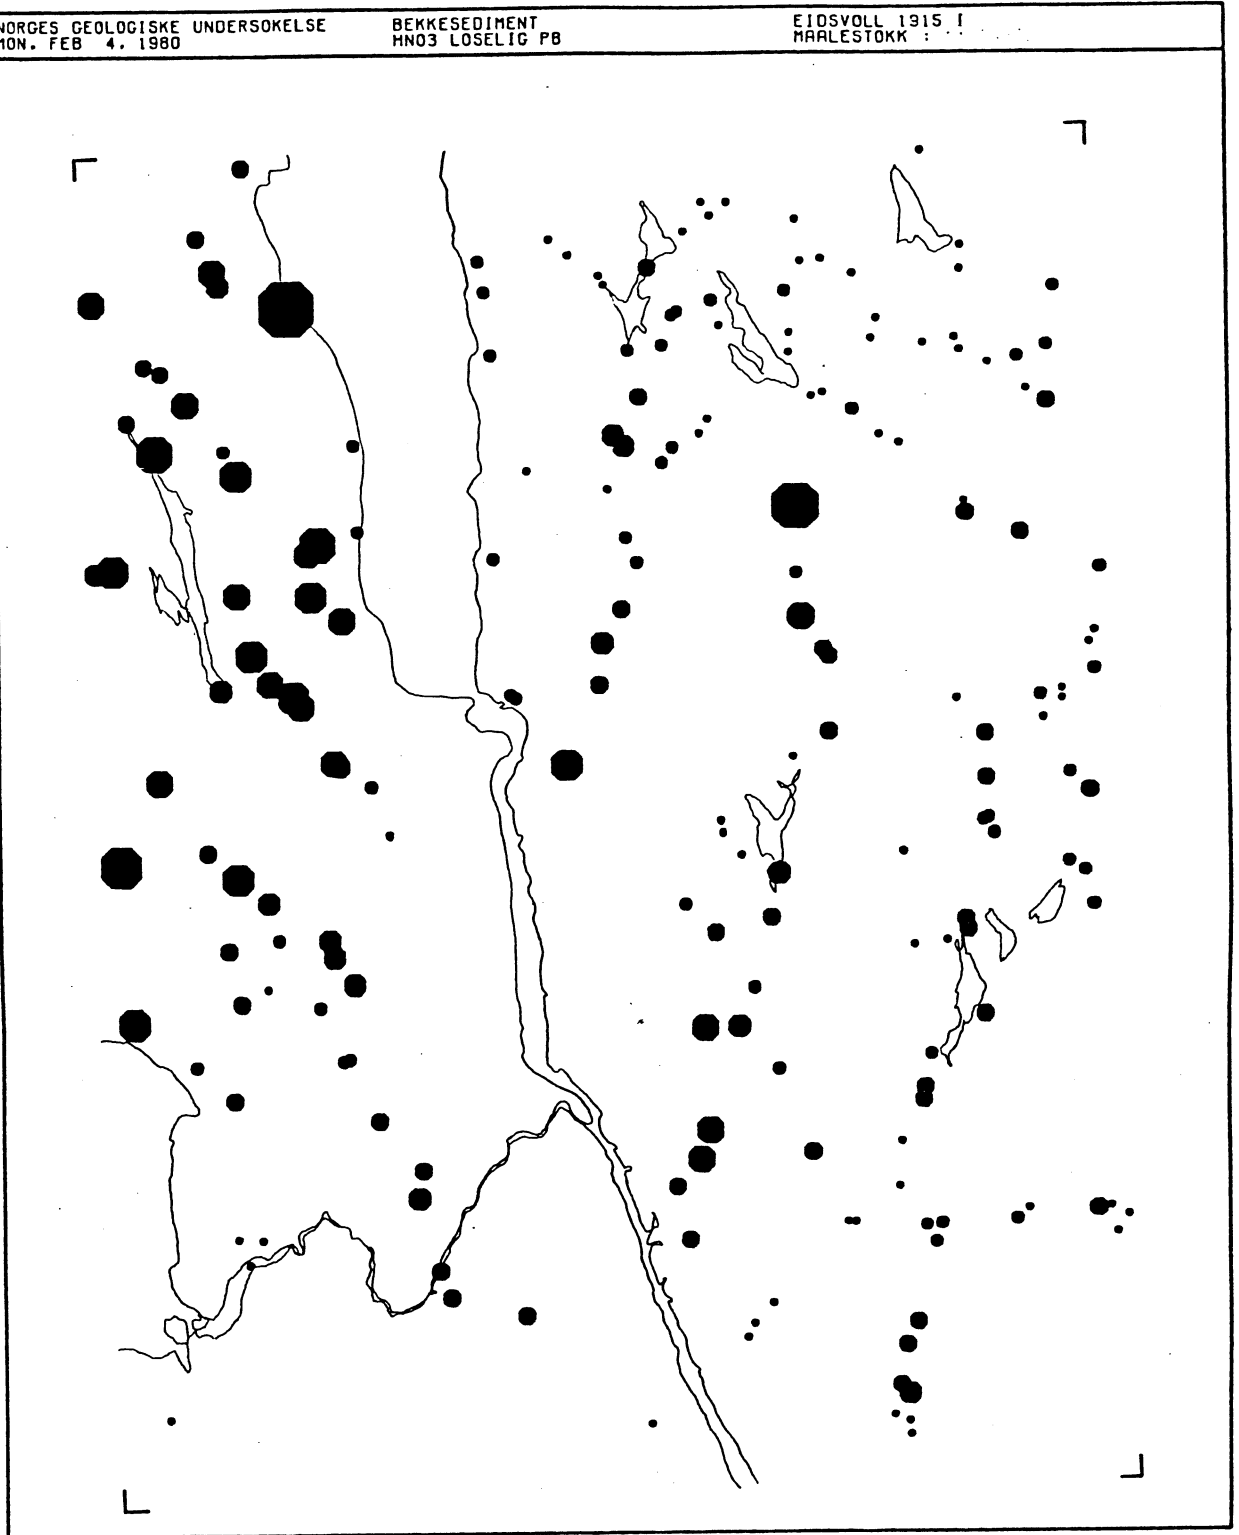 NORGES GEOLOGISKE UNDERSOKELSE
MON. FEB 4. 1980
BEKKESEDIMENT
HNO3 LOSELIG PB
EIDSVOLL 1915 I
MAALESTOKK :